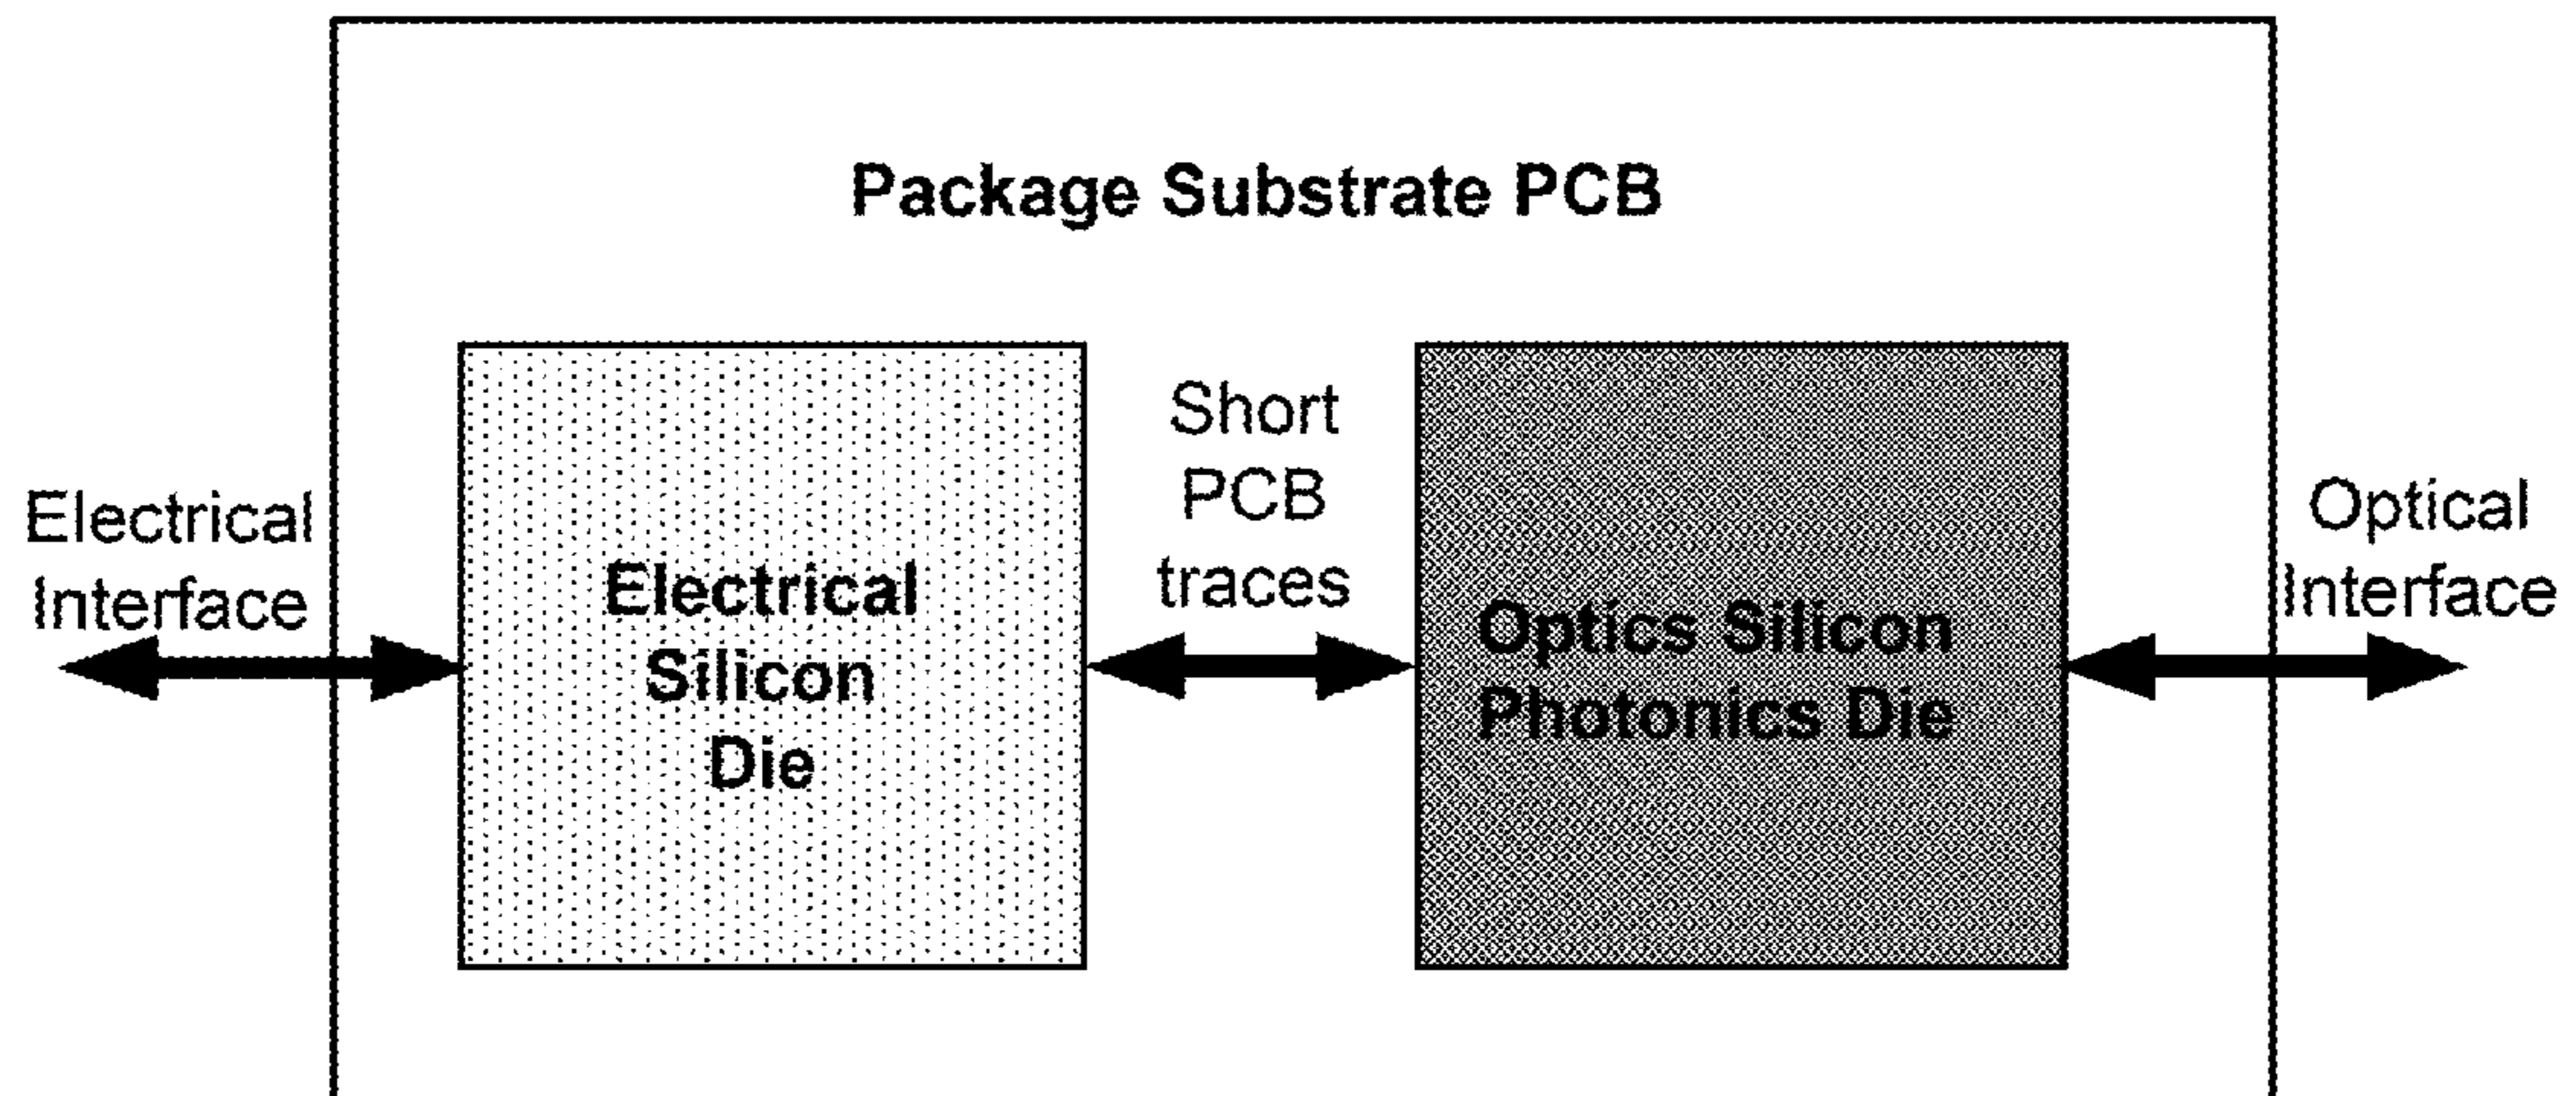 Package Substrate PCB
Electrical
Interface
Electrical
Silicon
Die
Short
PCB
traces
Optics Silicon
Photonics Die
Optical
Interface